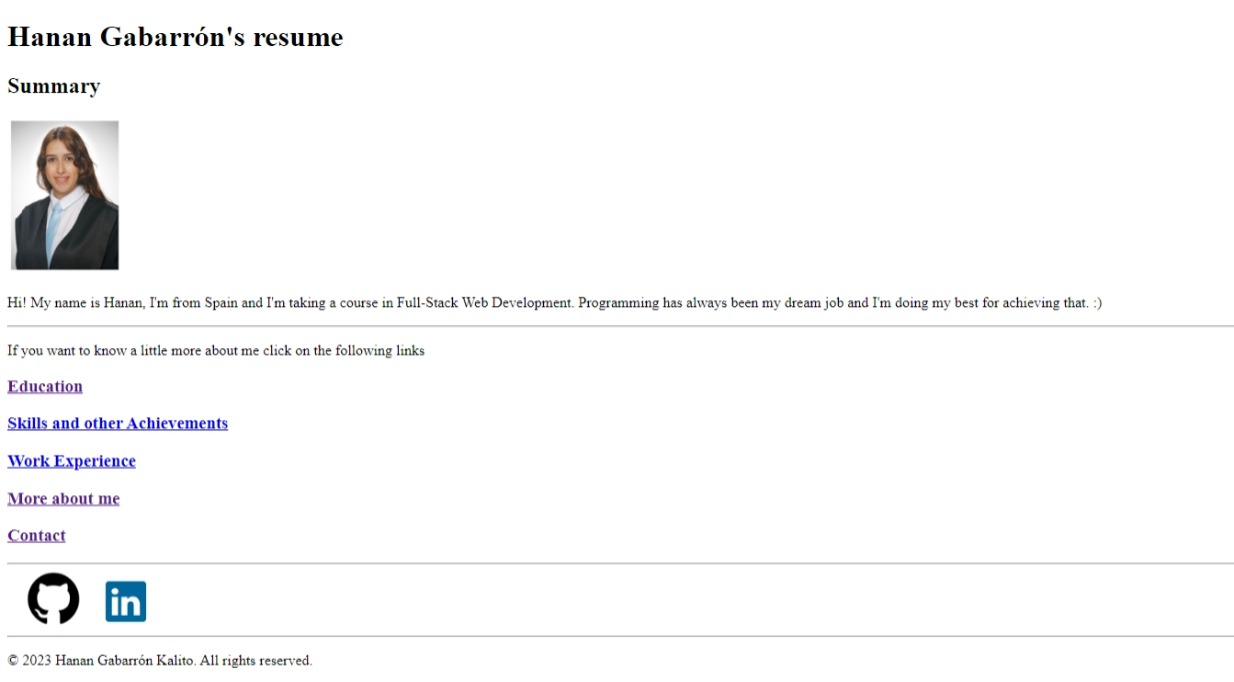 Hanan Gabarrón's resume
Summary
Hi! My name is Hanan, I'm from Spain and I'm taking a course in Full-Stack Web Development. Programming has always been my dream job and I'm doing my best for achieving that. :)
If you want to know a little more about me click on the following links
Education
Skills and other Achievements
Work Experience
More about me
Contact
in
© 2023 Hanan Gabarrón Kalito. All rights reserved.